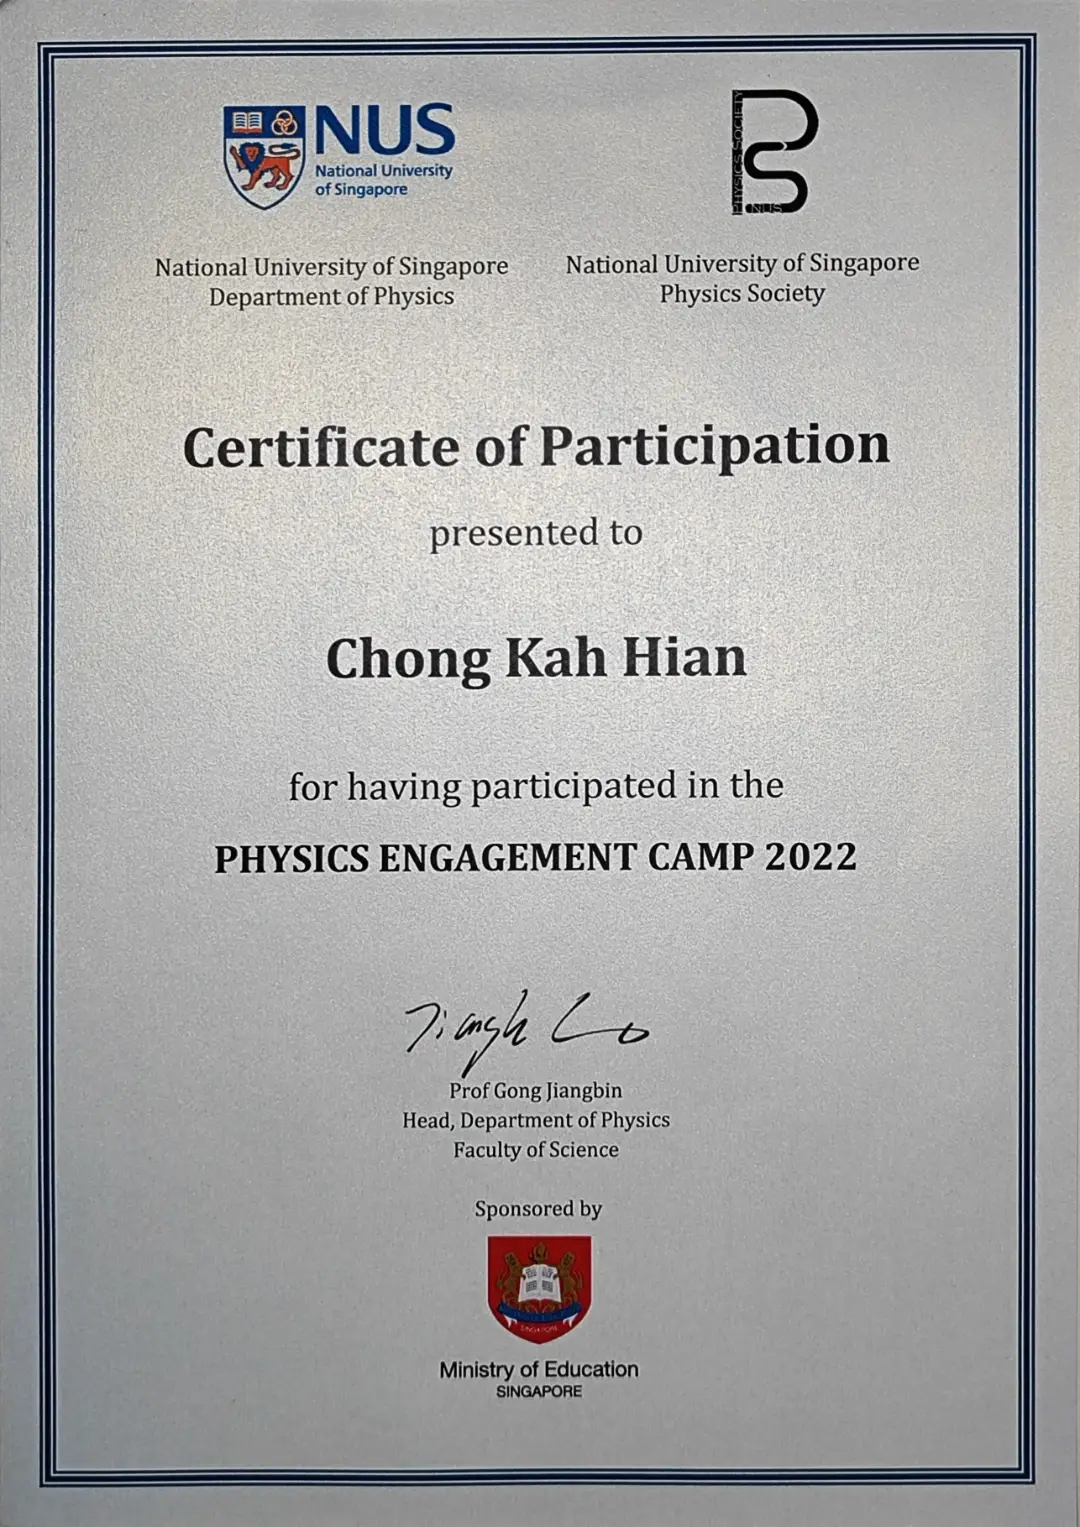 NUS
National University
of Singapore
PHYSICS SOCIETY
NUS
National University of Singapore
Department of Physics
National University of Singapore
Physics Society
Certificate of Participation
presented to
Chong Kah Hian
for having participated in the
PHYSICS ENGAGEMENT CAMP 2022
Prof Gong Jiangbin
Head, Department of Physics
Faculty of Science
Sponsored by
SINGAPORE
Ministry of Education
SINGAPORE